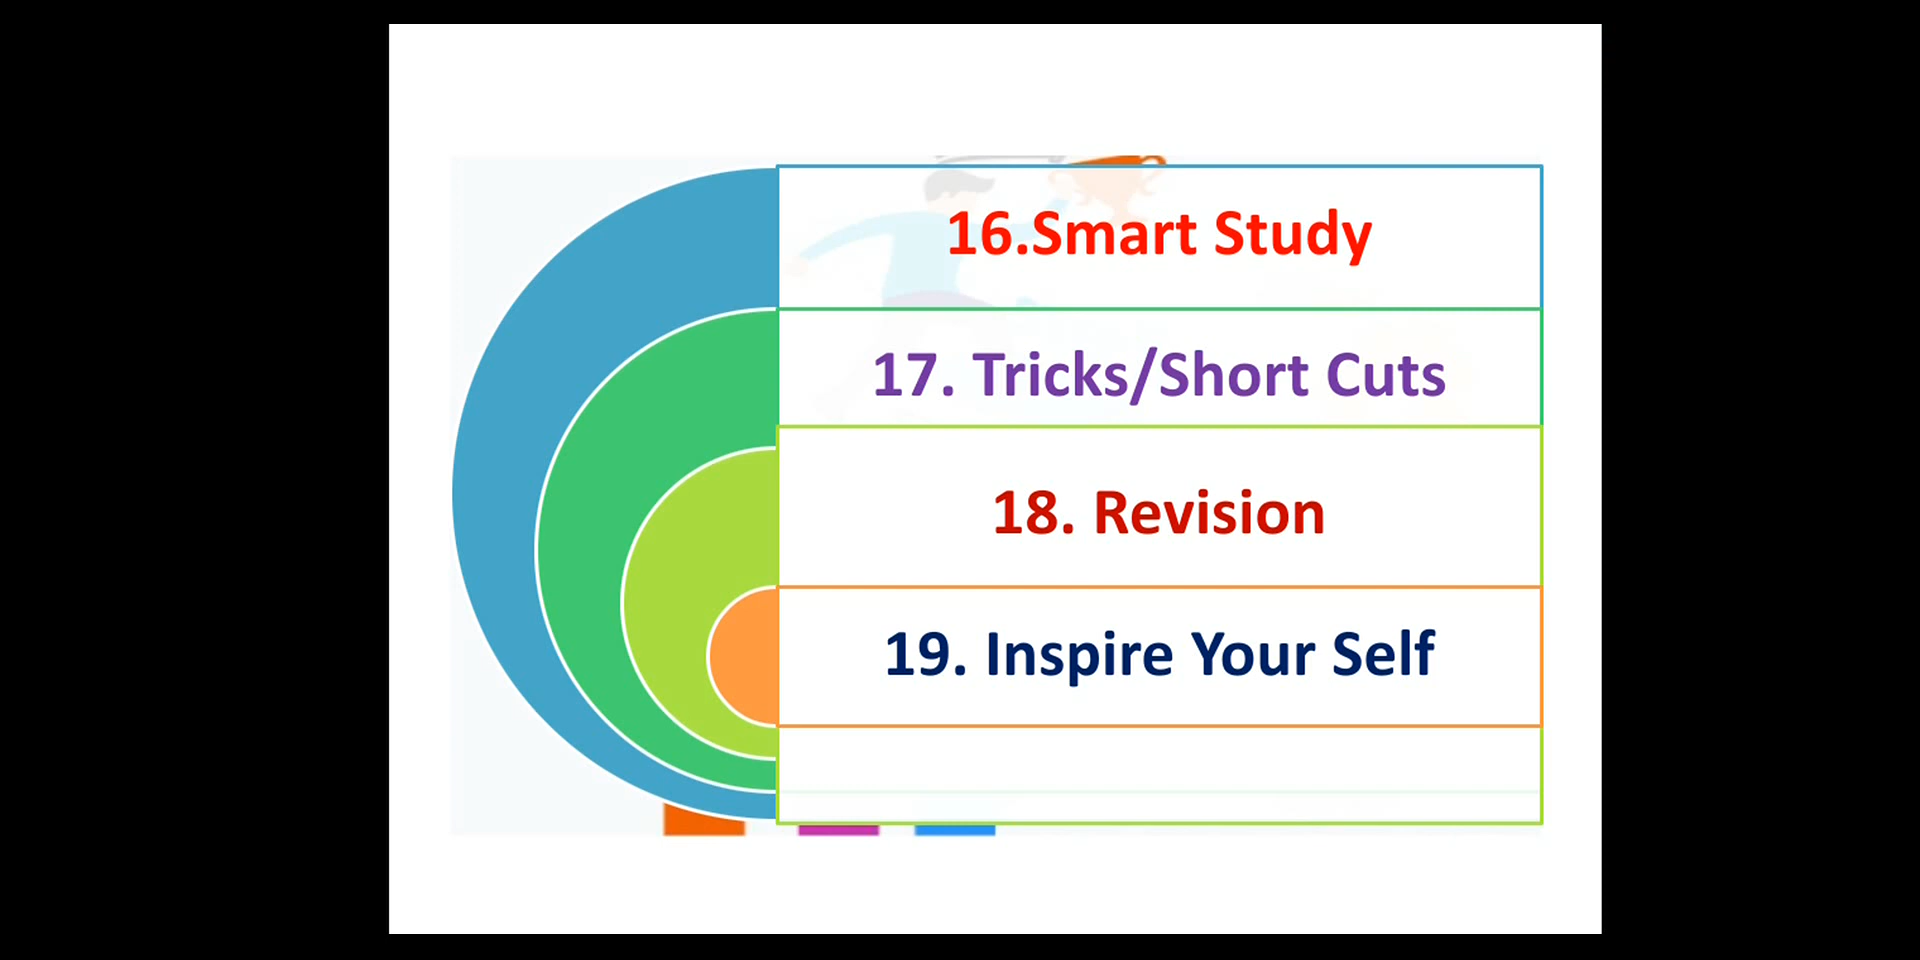 16.Smart Study
17. Tricks/Short Cuts
18. Revision
19. Inspire Your Self